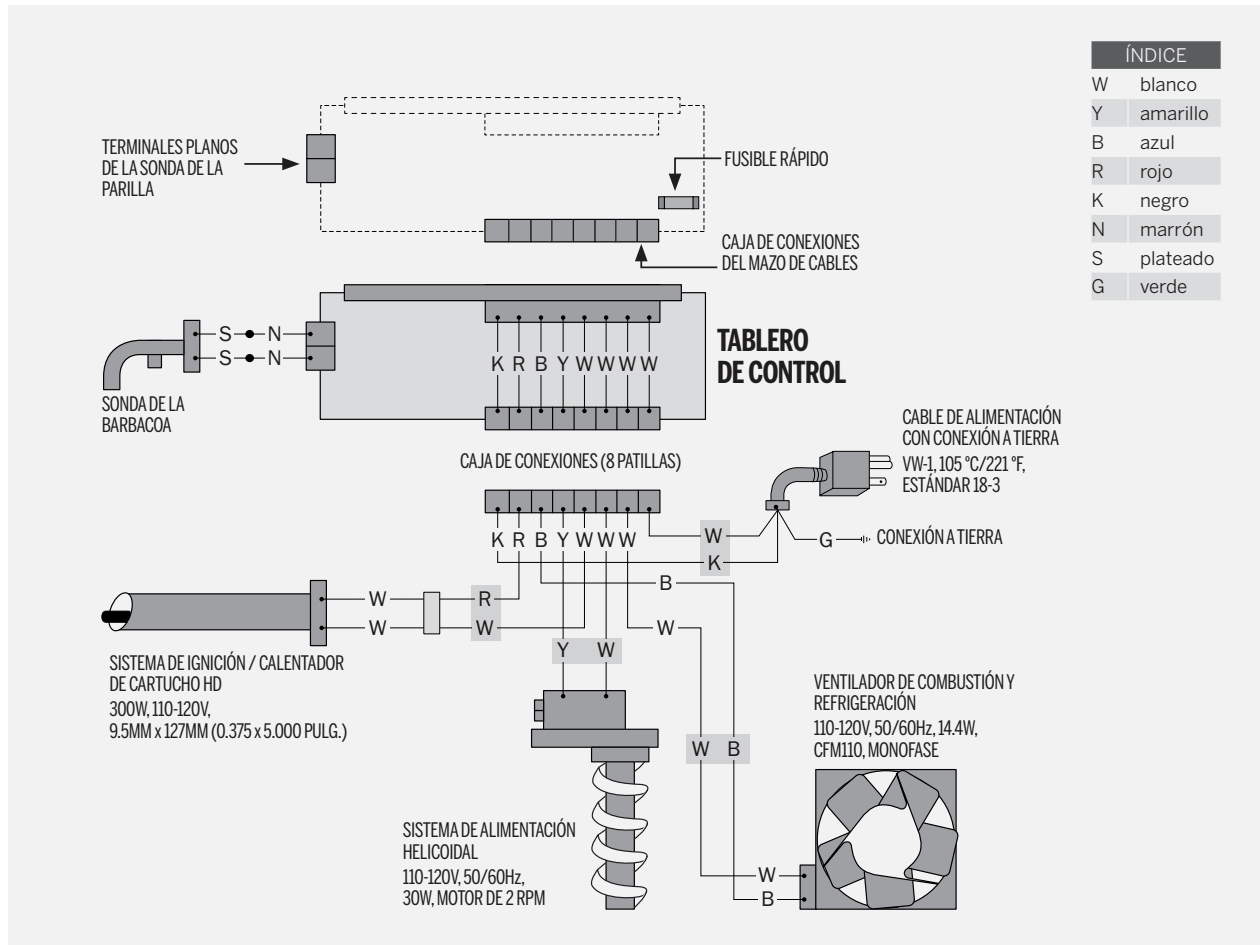 ÍNDICE
W blanco
Y amarillo
B azul
R rojo
K negro
N marrón
S plateado
G verde
TERMINALES PLANOS
DE LA SONDA DE LA
PARILLA
FUSIBLE RÁPIDO
CAJA DE CONEXIONES
DEL MAZO DE CABLES
TABLERO
DE CONTROL
S N
S N
K R B Y W W W W
SONDA DE LA
BARBACOA
CAJA DE CONEXIONES (8 PATILLAS)
CABLE DE ALIMENTACIÓN
CON CONEXIÓN A TIERRA
VW-1, 105 °C/221 °F,
ESTÁNDAR 18-3
K R B Y W W W
W
K
G
CONEXIÓN A TIERRA
B
W R
W W
W
Y W
SISTEMA DE IGNICIÓN / CALENTADOR
DE CARTUCHO HD
300W, 110-120V,
9.5MM x 127MM (0.375 x 5.000 PULG.)
VENTILADOR DE COMBUSTIÓN Y
REFRIGERACIÓN
110-120V, 50/60Hz, 14.4W,
CFM110, MONOFASE
W B
SISTEMA DE ALIMENTACIÓN
HELICOIDAL
110-120V, 50/60Hz,
30W, MOTOR DE 2 RPM
W
B